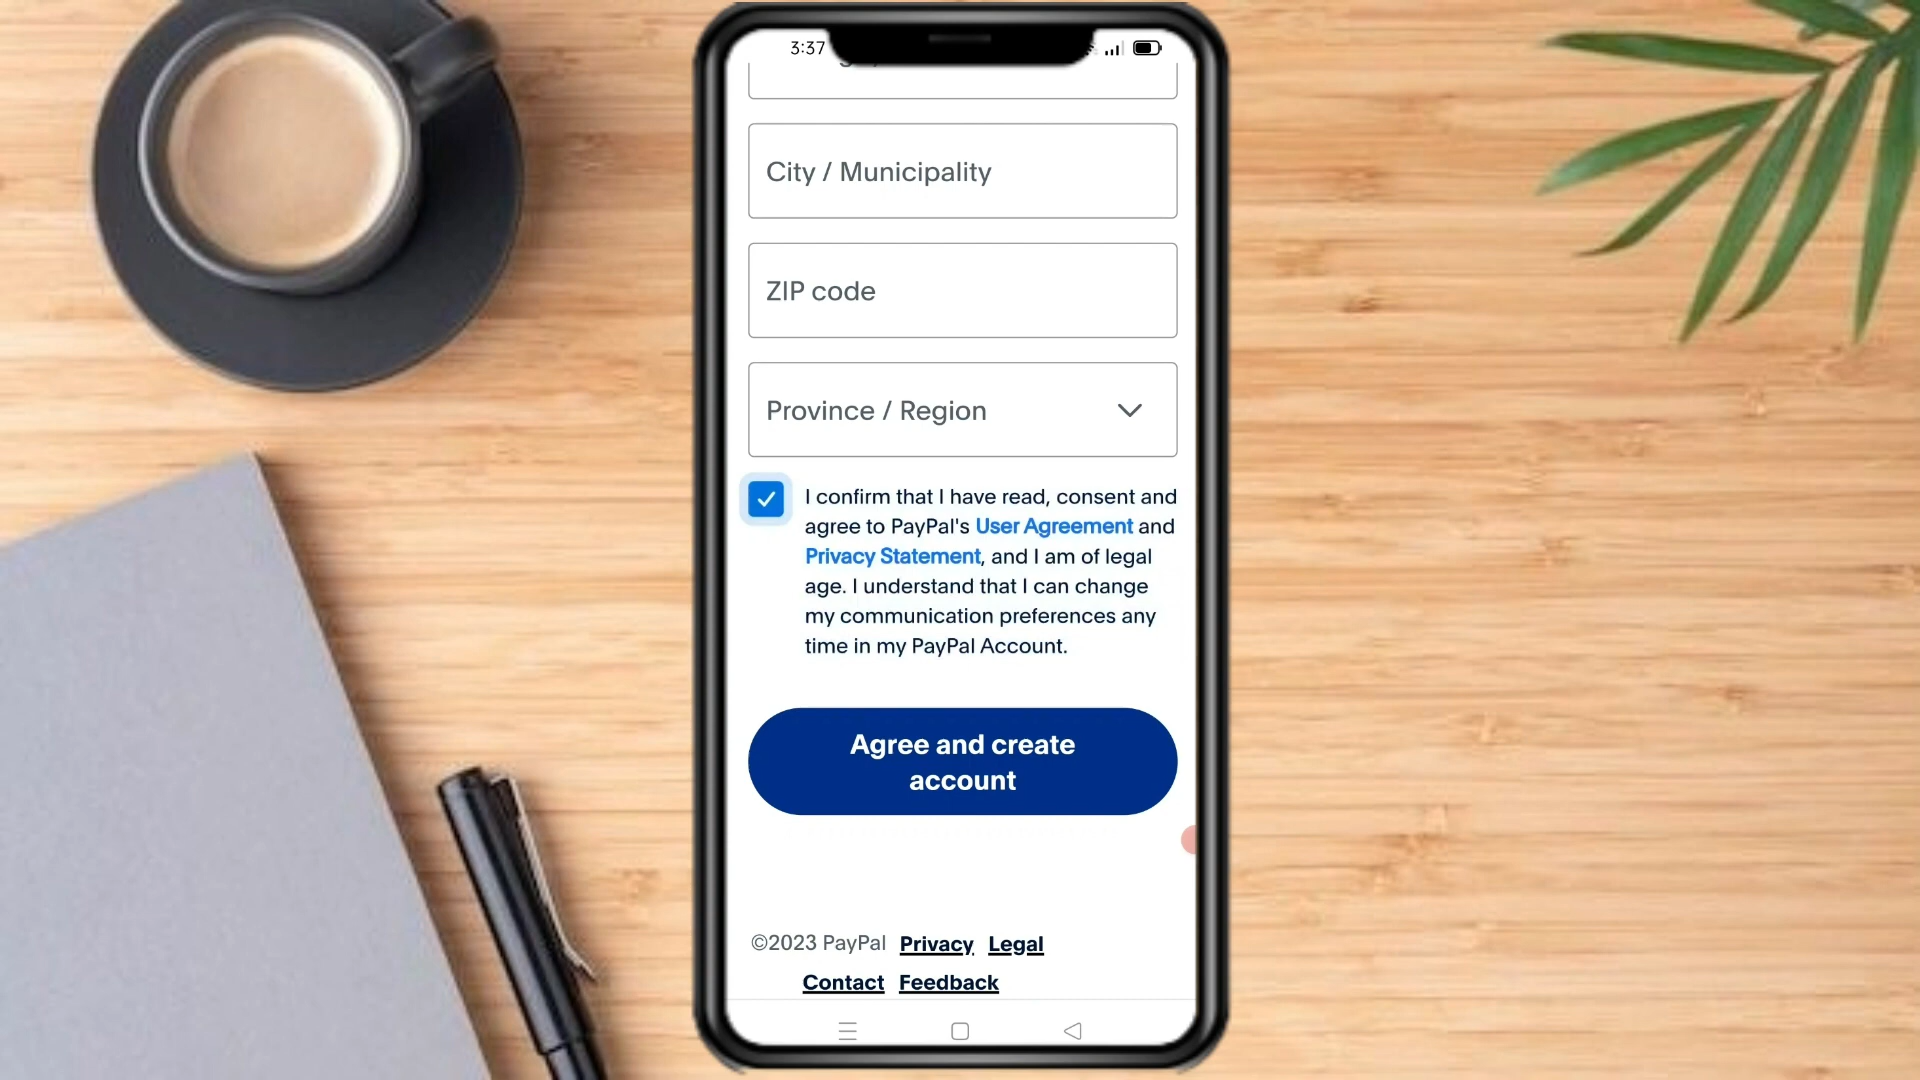 3:37
City / Municipality
ZIP code
Province / Region
I confirm that I have read, consent and
agree to PayPal's User Agreement and
Privacy Statement, and I am of legal
age. I understand that I can change
my communication preferences any
time in my PayPal Account.
Agree and create
account
©2023 PayPal Privacy Legal
Contact Feedback